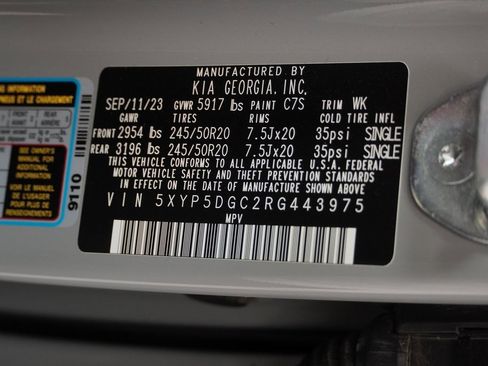 MANUFACTURED BY
KIA GEORGIA, INC.
SEP/11/23 GVWR 5917 lbs PAINT C7S TRIM WK
GAWR TIRES RIMS COLD TIRE INFL
FRONT 2954 lbs 245/50R20 7.5Jx20 35psi SINGLE
REAR 3196 lbs 245/50R20 7.5Jx20 35psi SINGLE
THIS VEHICLE CONFORMS TO ALL APPLICABLE U.S.A. FEDERAL
MOTOR VEHICLE SAFETY AND THEFT PREVENTION STANDARDS
IN EFFECT ON THE DATE OF MANUFACTURE SHOWN ABOVE.
VIN 5XYP5DGC2RG443975
MPV
INFORMATION
CHARGEMENT
REAR
ARRIÈRE
SEE OWNER'S
MANUAL FOR
ADDITIONAL
INFORMATION
VOIR LE MANUEL
DE L'USAGER
POUR PLUS DE
9110